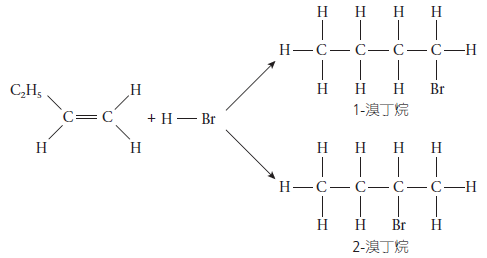 H H H H
H—C—C—C—C—H
H H H Br
1-溴丁烷
C₂H₅ H
C=C + H—Br
H H
H H H H
H—C—C—C—C—H
H H Br H
2-溴丁烷